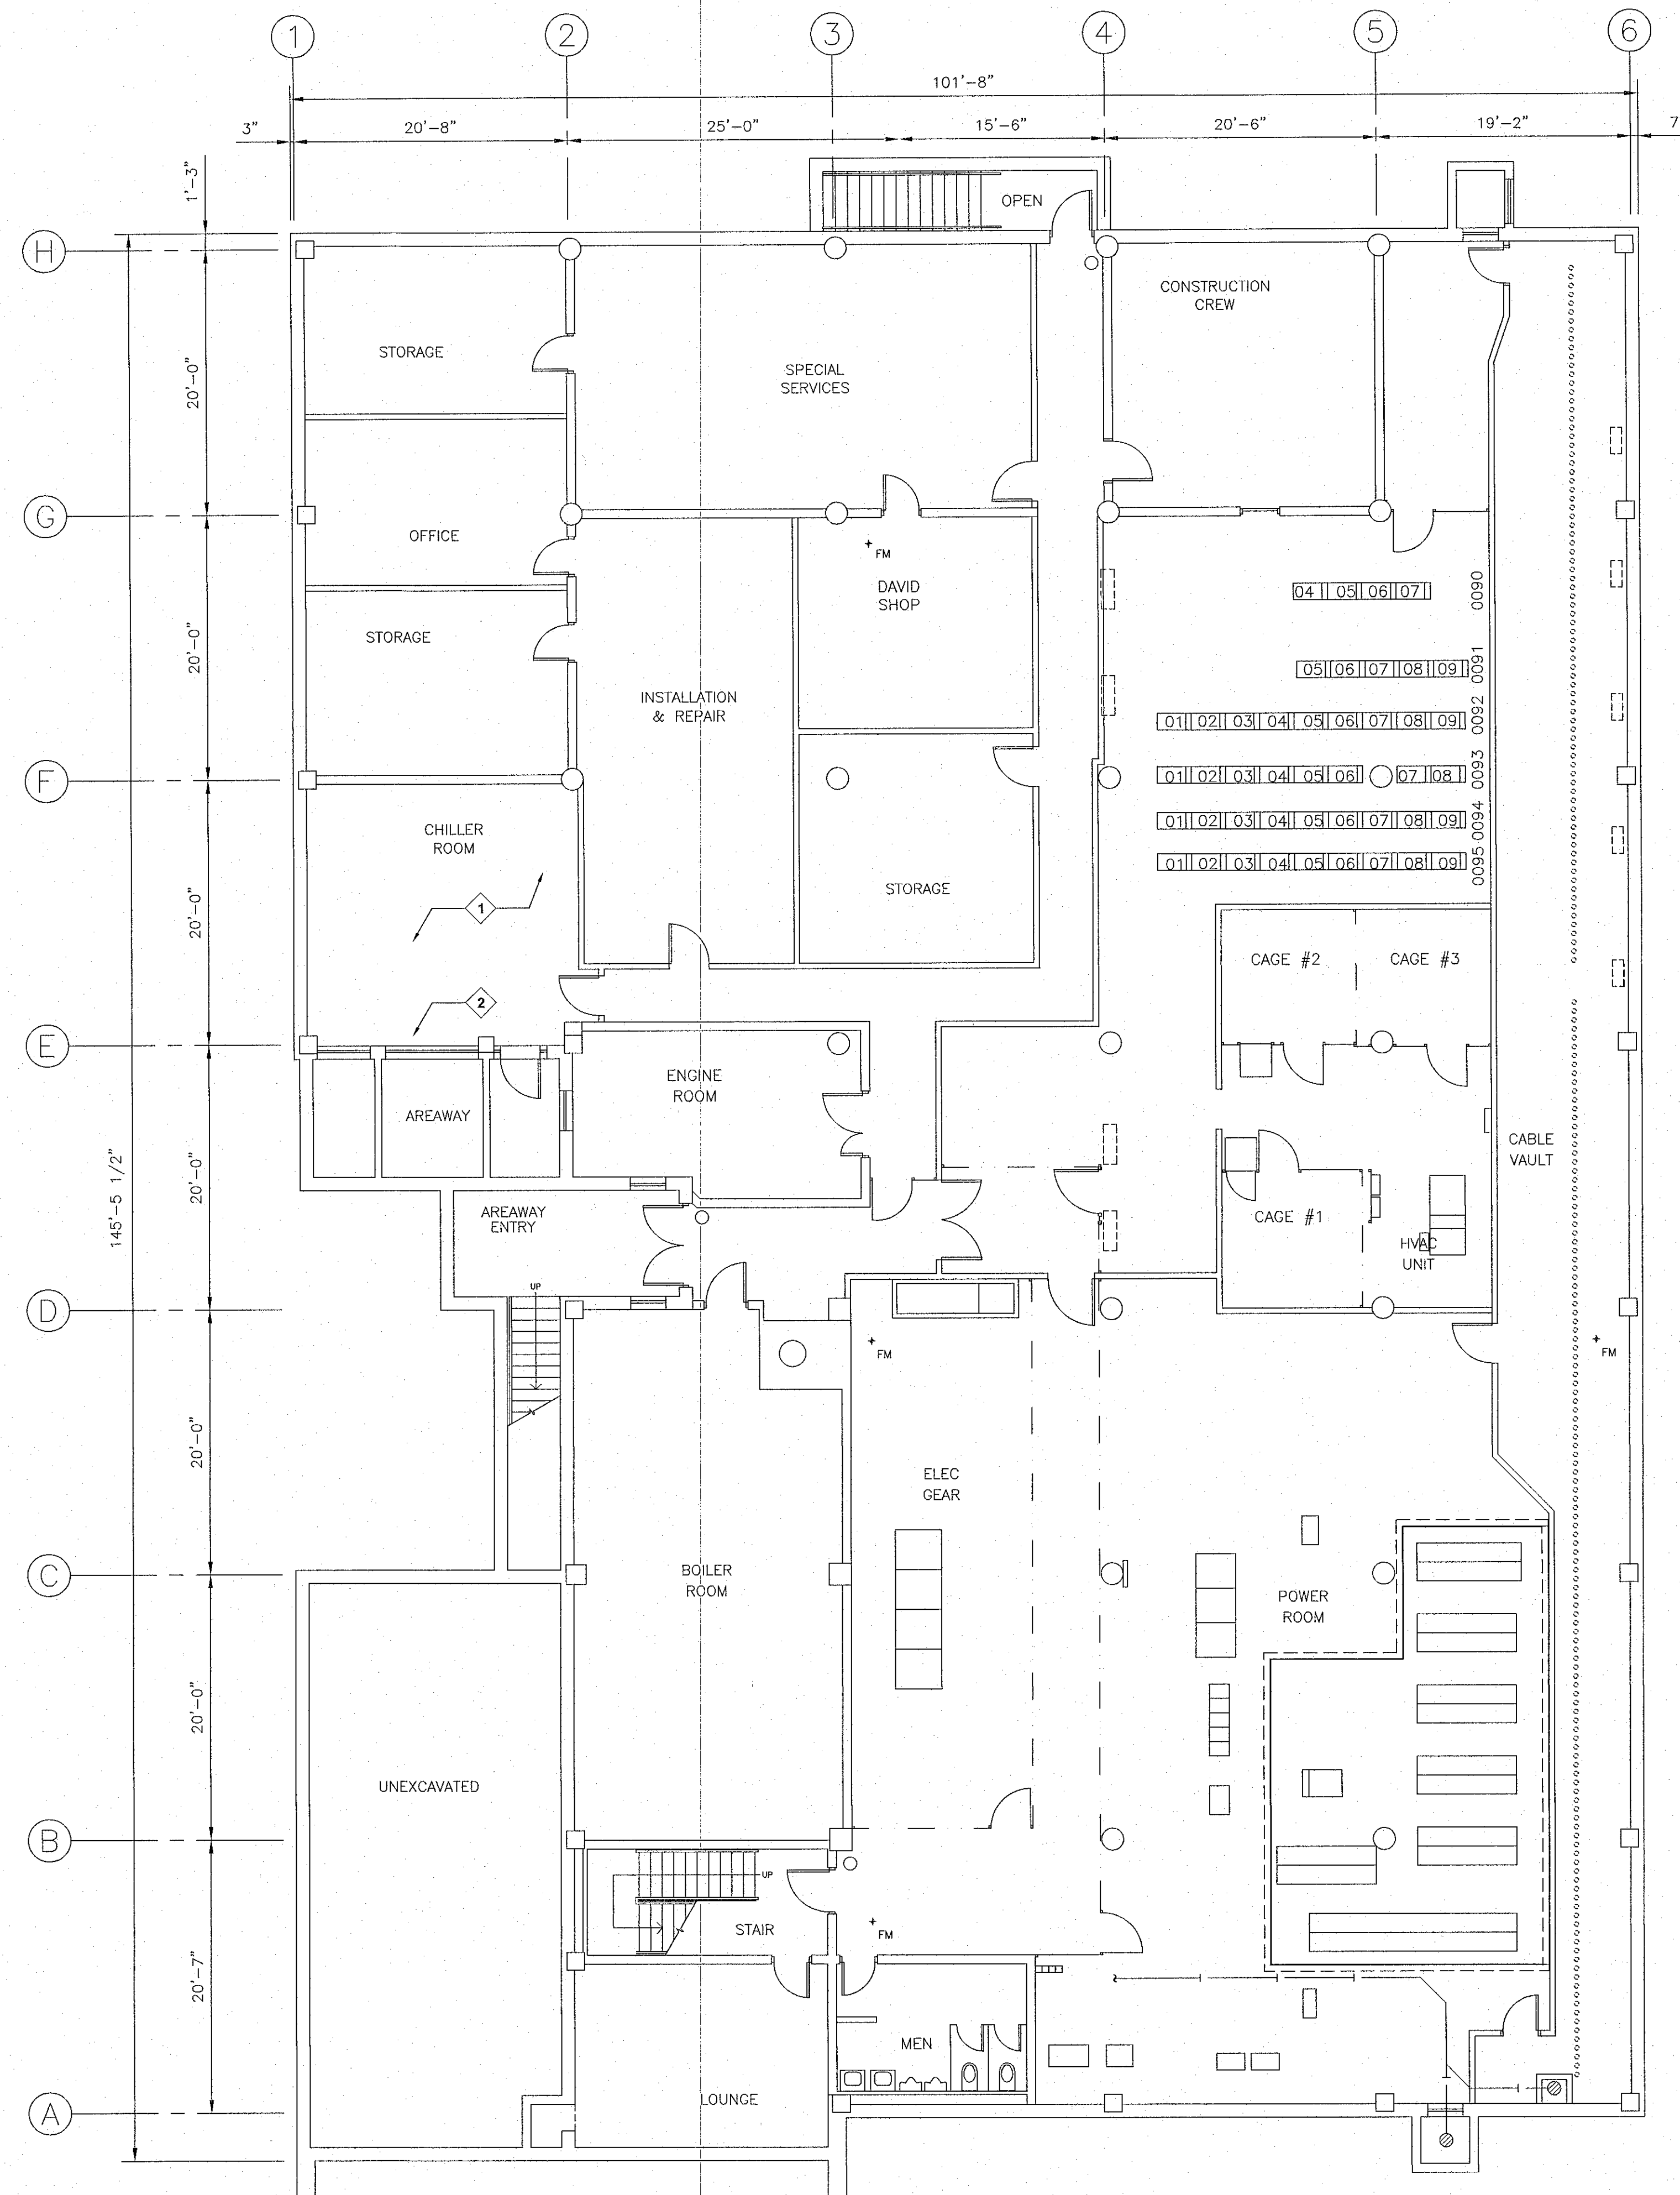 1 2 3 4 5 6
101'-8"
3" 20'-8" 25'-0" 15'-6" 20'-6" 19'-2" 7
1'-3"
OPEN
H
CONSTRUCTION
CREW
STORAGE
SPECIAL
SERVICES
20'-0"
G
OFFICE
FM
DAVID
SHOP
04 05 06 07 0090
STORAGE
20'-0"
05 06 07 08 09 0091
INSTALLATION
& REPAIR
01 02 03 04 05 06 07 08 09 0092
F
01 02 03 04 05 06 07 08 0093
01 02 03 04 05 06 07 08 09 0094
CHILLER
ROOM
01 02 03 04 05 06 07 08 09 0095
STORAGE
1
20'-0"
CAGE #2 CAGE #3
2
E
ENGINE
ROOM
AREAWAY
CABLE
VAULT
145'-5 1/2"
20'-0"
AREAWAY
ENTRY
CAGE #1
HVAC
UNIT
UP
D
FM
FM
20'-0"
ELEC
GEAR
C
BOILER
ROOM
POWER
ROOM
20'-0"
UNEXCAVATED
B
UP
STAIR
FM
20'-7"
MEN
LOUNGE
A